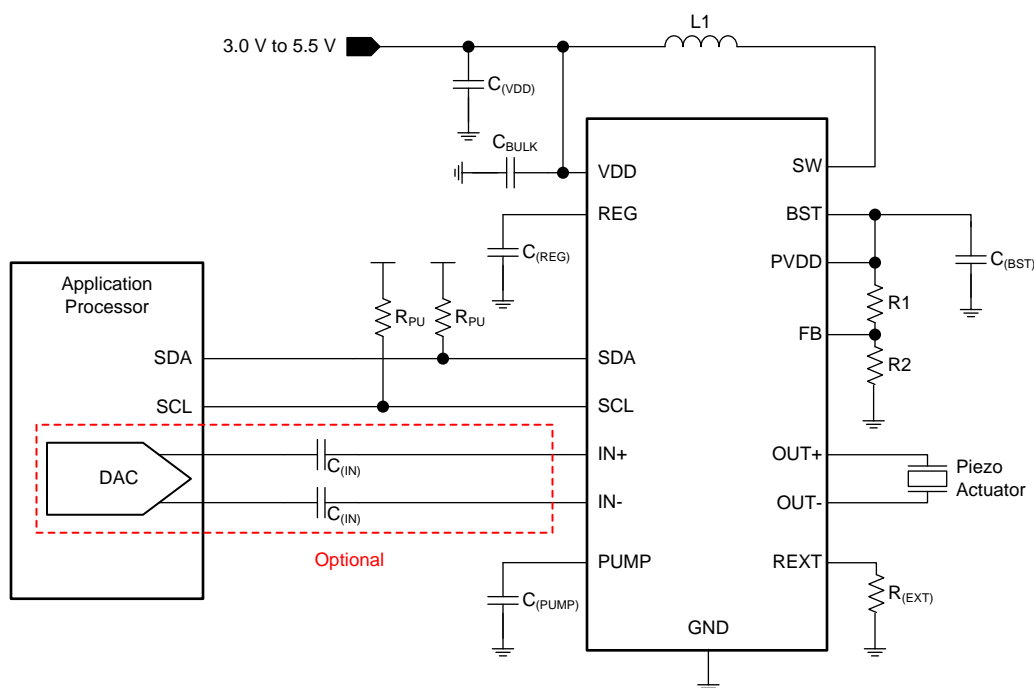 L1
3.0 V to 5.5 V
C(VDD)
CBULK
VDD
SW
REG
BST
C(REG)
PVDD
C(BST)
Application
Processor
R1
RPU
RPU
FB
SDA
SDA
R2
SCL
SCL
DAC
C(IN)
IN+
OUT+
Piezo
Actuator
C(IN)
IN-
OUT-
Optional
PUMP
REXT
C(PUMP)
R(EXT)
GND